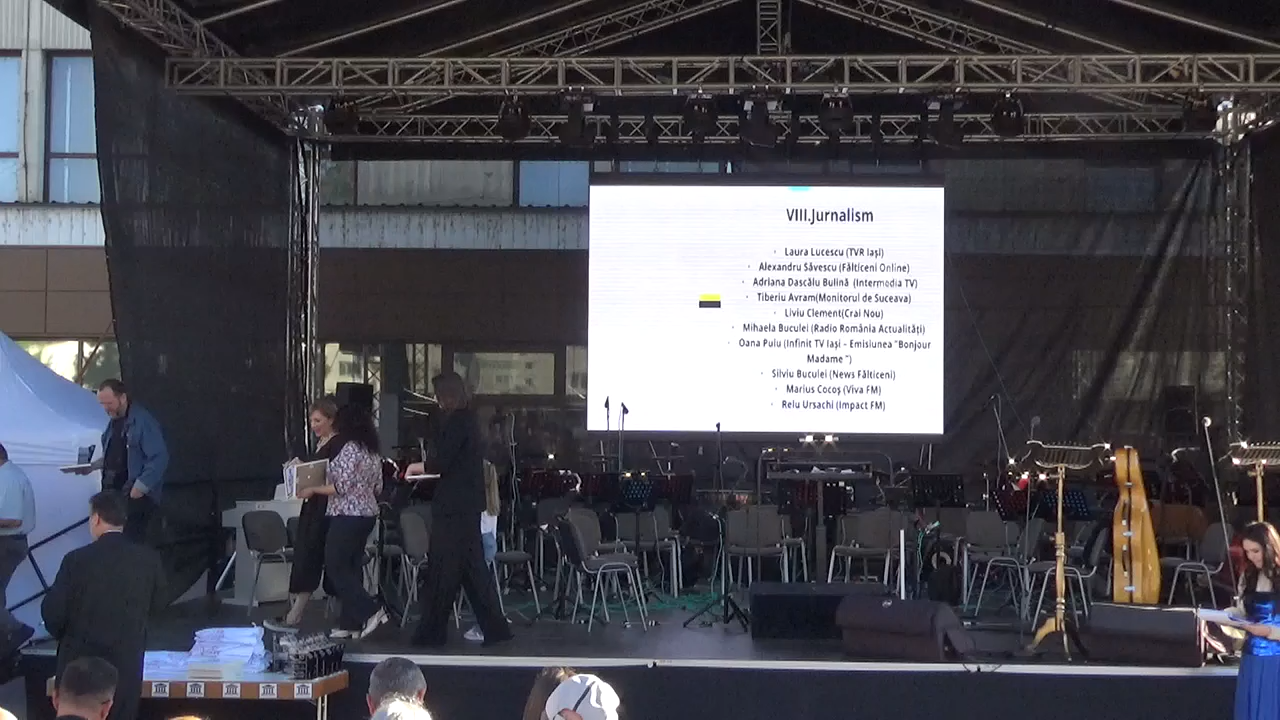 VIII.Jurnalism
· Laura Lucescu (TVR Iași)
· Alexandru Săvescu (Fălticeni Online)
· Adriana Dascălu Bulină (Intermedia TV)
· Tiberiu Avram(Monitorul de Suceava)
· Liviu Clement(Crai Nou)
· Mihaela Buculei (Radio România Actualități)
· Oana Puiu (Infinit TV Iași - Emisiunea "Bonjour
Madame ")
· Silviu Buculei (News Fălticeni)
· Marius Cocoș (Viva FM)
· Relu Ursachi (Impact FM)